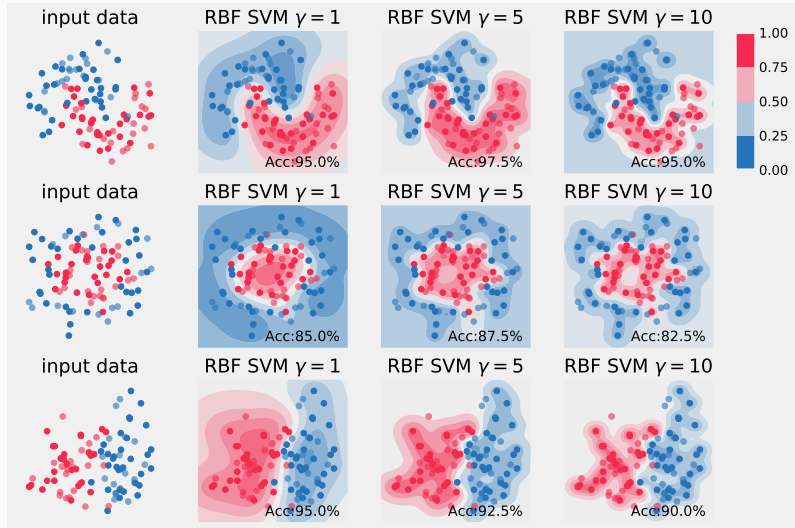 input data RBF SVM γ = 1 RBF SVM γ = 5 RBF SVM γ = 10
1.00
0.75
0.50
0.25
0.00
Acc:95.0% Acc:97.5% Acc:95.0%
input data RBF SVM γ = 1 RBF SVM γ = 5 RBF SVM γ = 10
Acc:85.0% Acc:87.5% Acc:82.5%
input data RBF SVM γ = 1 RBF SVM γ = 5 RBF SVM γ = 10
Acc:95.0% Acc:92.5% Acc:90.0%